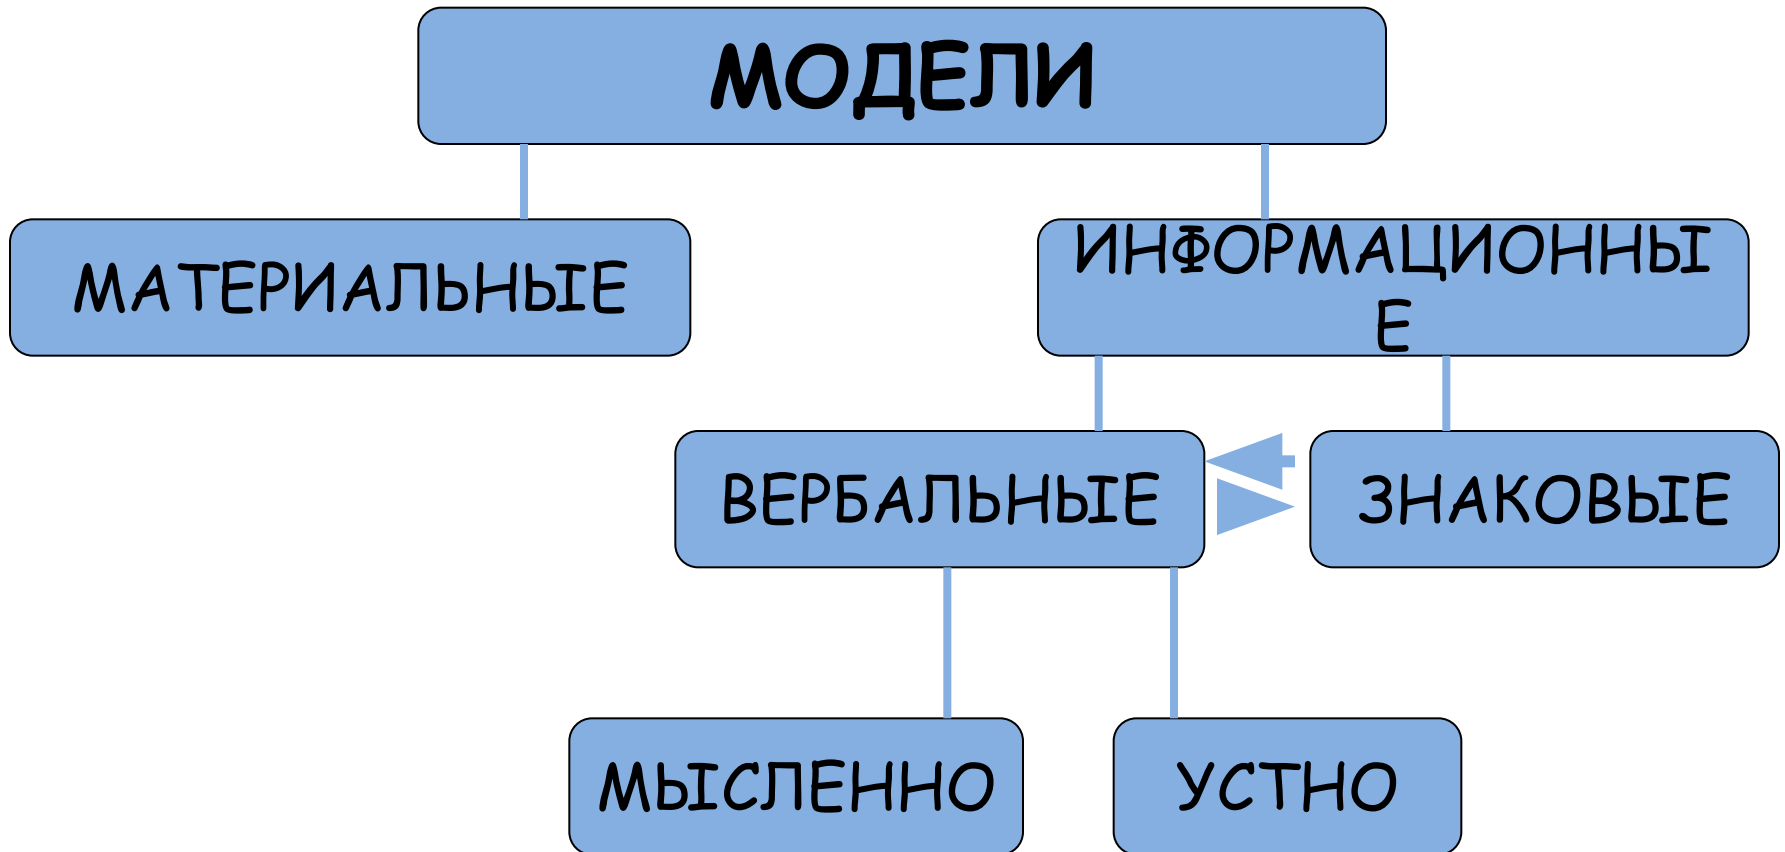 МОДЕЛИ
МАТЕРИАЛЬНЫЕ
ИНФОРМАЦИОННЫ
Е
ВЕРБАЛЬНЫЕ
ЗНАКОВЫЕ
МЫСЛЕННО
УСТНО